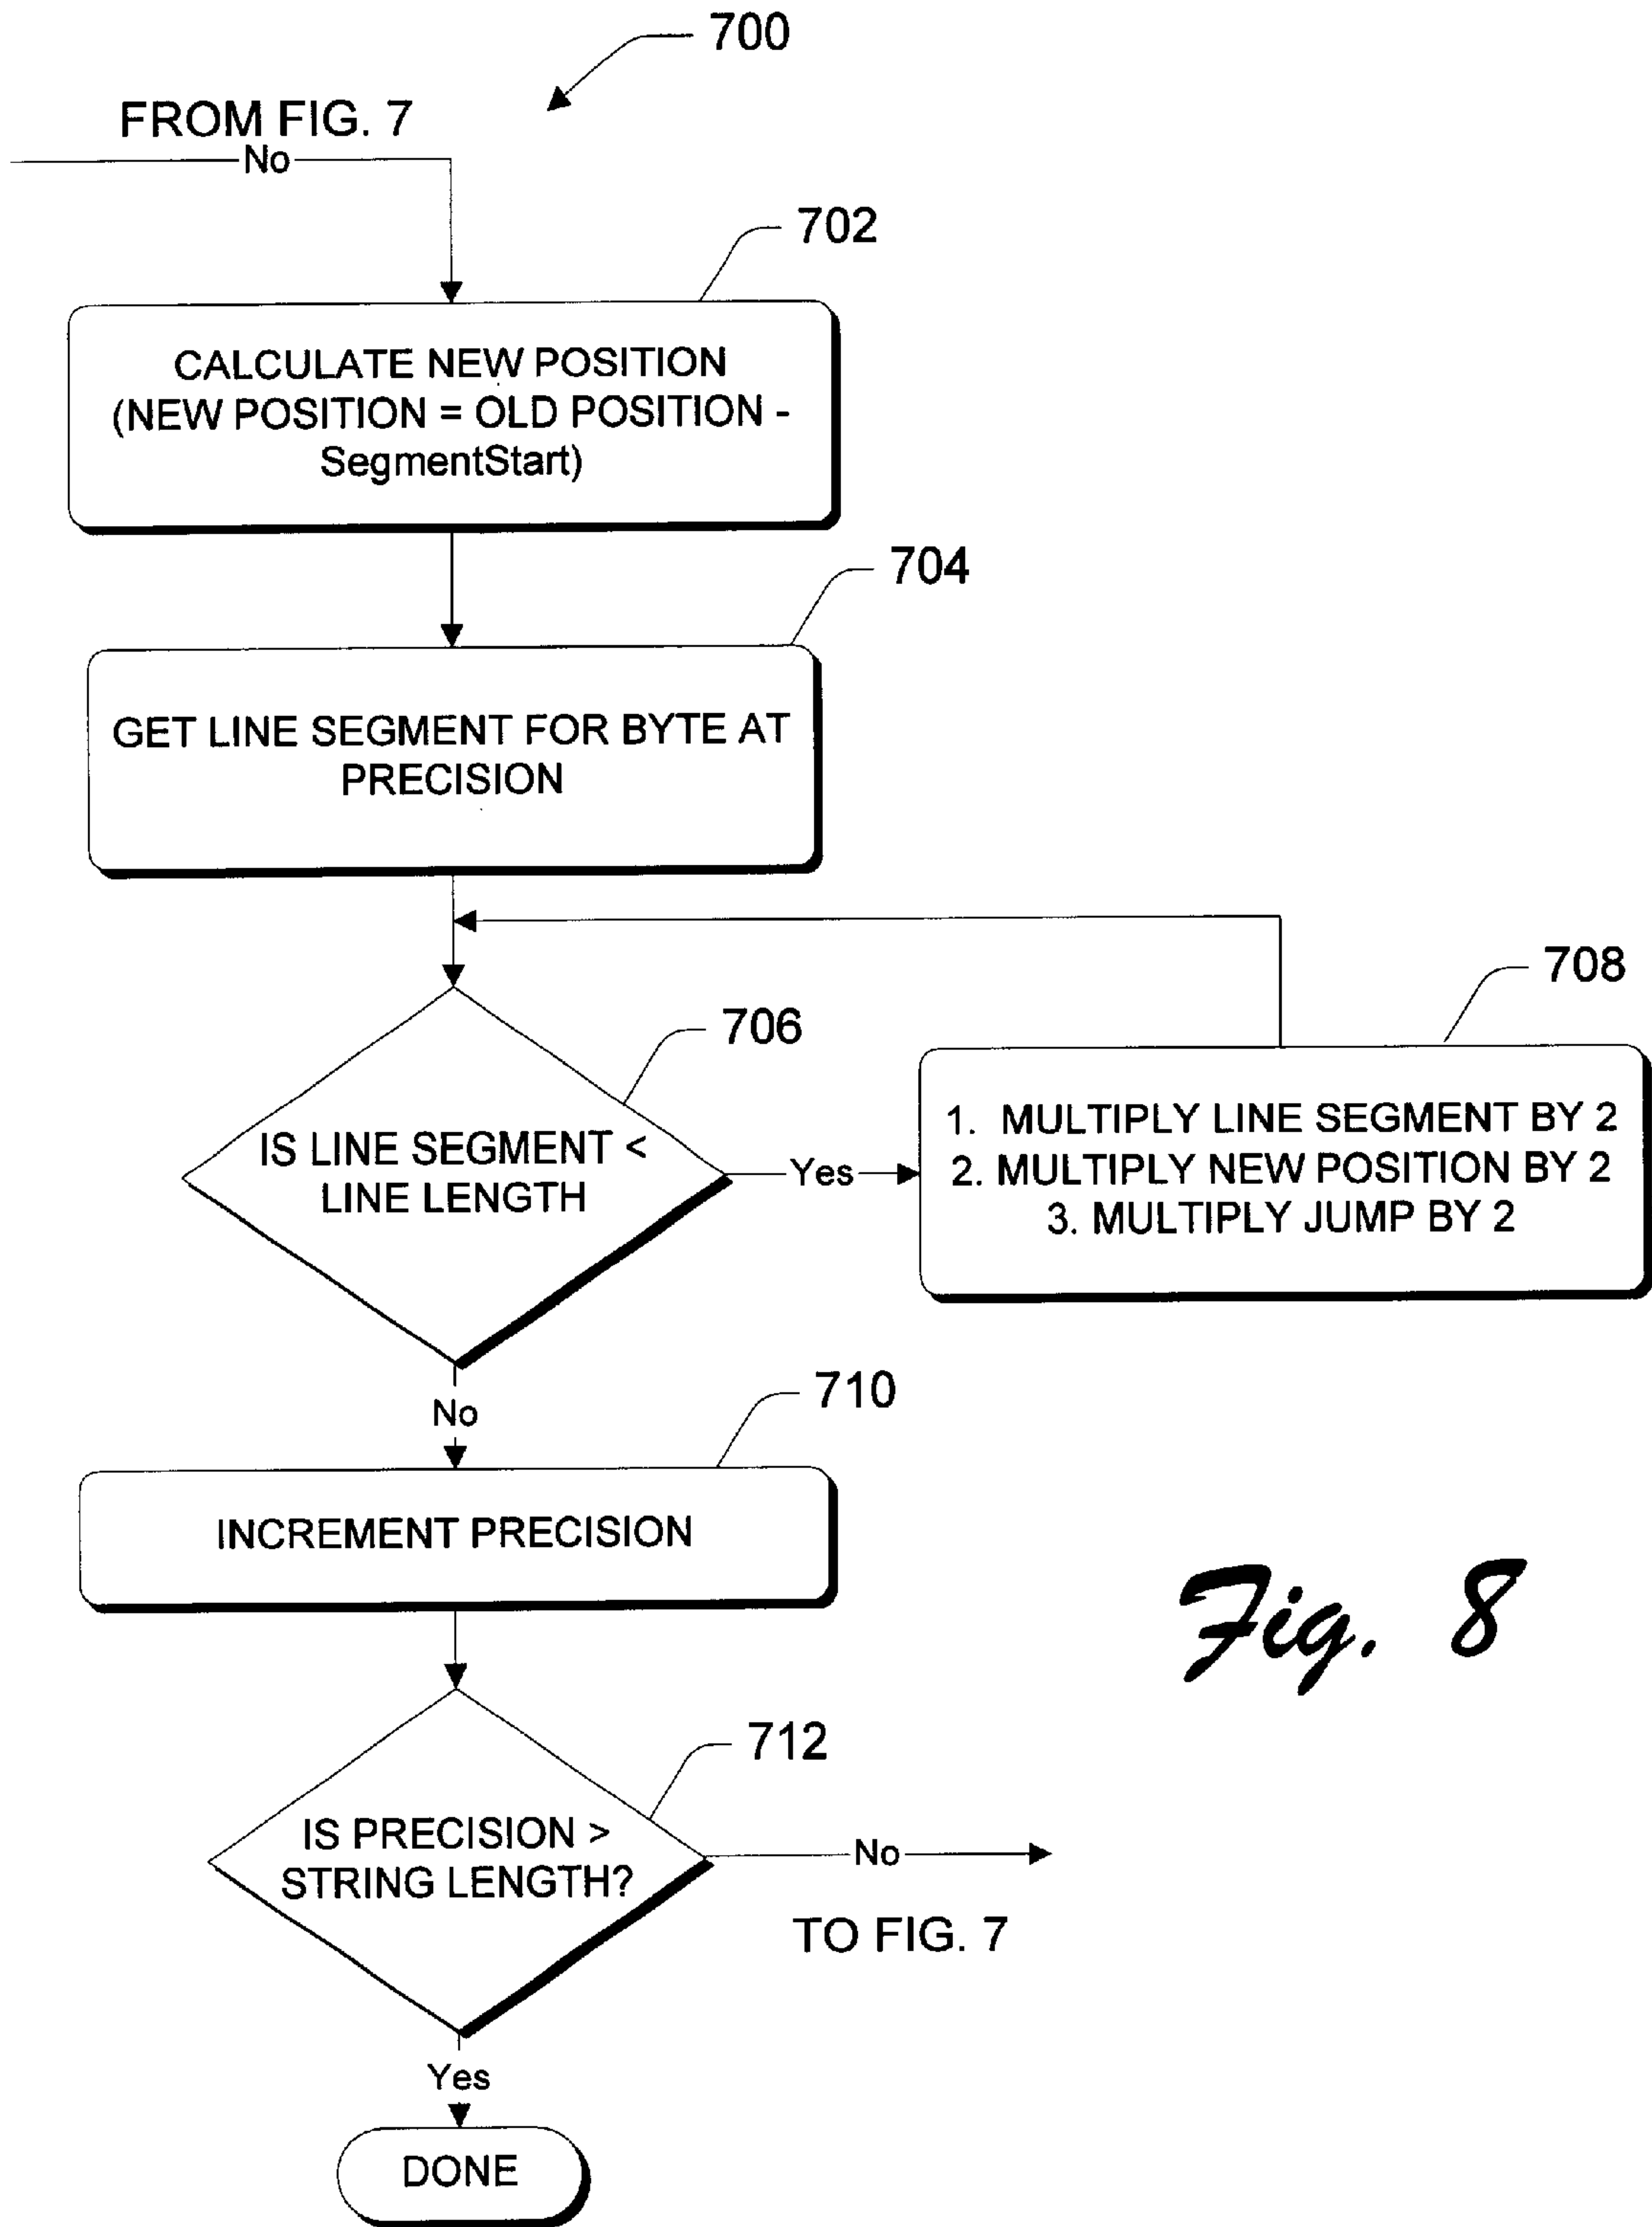 700
FROM FIG. 7
No
702
CALCULATE NEW POSITION
(NEW POSITION = OLD POSITION -
SegmentStart)
704
GET LINE SEGMENT FOR BYTE AT
PRECISION
708
706
IS LINE SEGMENT <
LINE LENGTH
Yes
1. MULTIPLY LINE SEGMENT BY 2
2. MULTIPLY NEW POSITION BY 2
3. MULTIPLY JUMP BY 2
No
710
INCREMENT PRECISION
Fig. 8
712
IS PRECISION >
STRING LENGTH?
No
TO FIG. 7
Yes
DONE